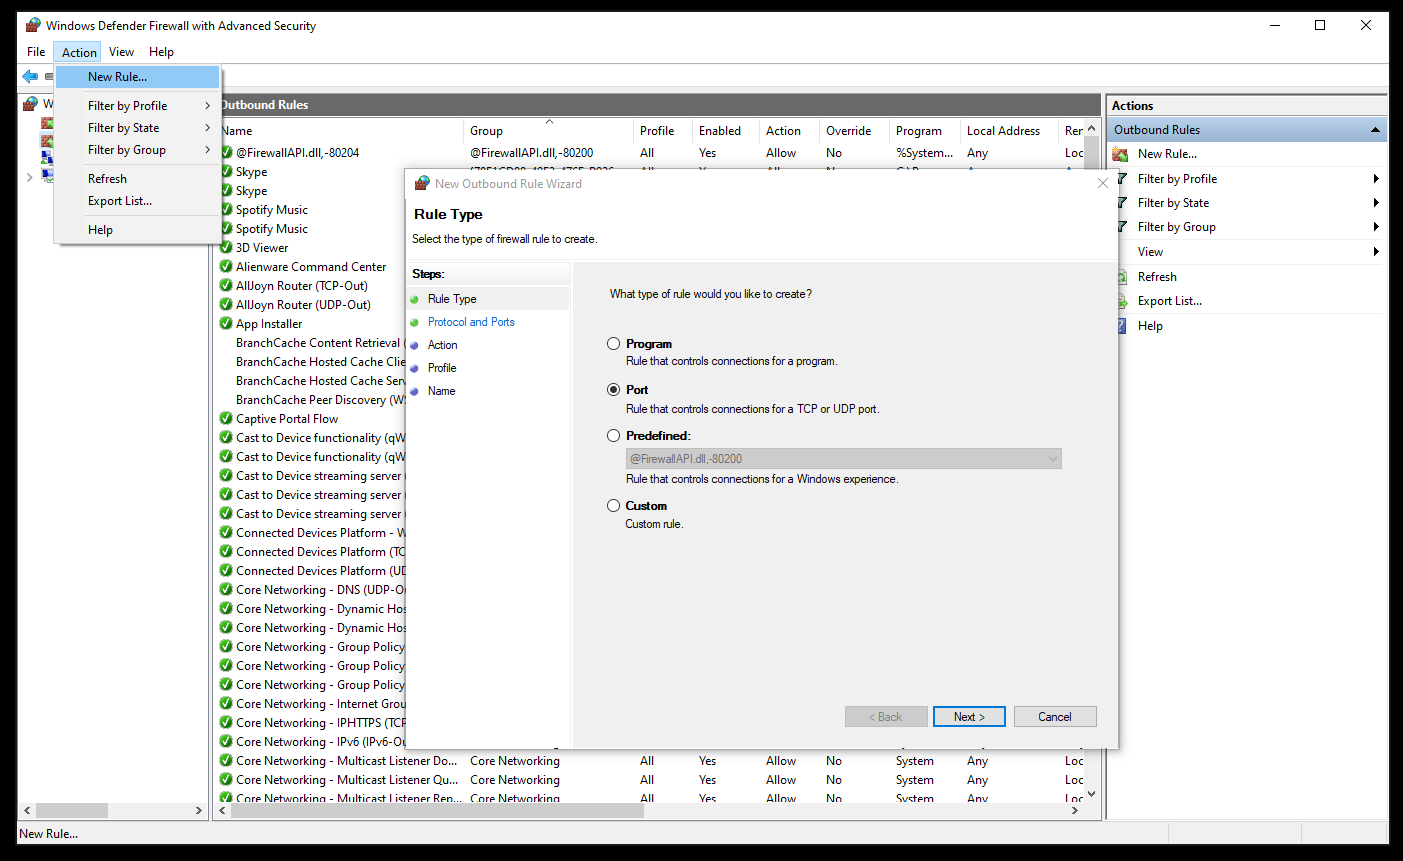 Windows Defender Firewall with Advanced Security
File Action View Help
New Rule...
Filter by Profile
Filter by State
Filter by Group
Refresh
Export List...
Help
W
Outbound Rules
Name Group Profile Enabled Action Override Program Local Address Ren
@FirewallAPI.dll,-80204 @FirewallAPI.dll,-80200 All Yes Allow No %System... Any Loc
Skype
Skype
Spotify Music
Spotify Music
3D Viewer
Alienware Command Center
AllJoyn Router (TCP-Out)
AllJoyn Router (UDP-Out)
App Installer
BranchCache Content Retrieval (
BranchCache Hosted Cache Clie
BranchCache Hosted Cache Serv
BranchCache Peer Discovery (WS
Captive Portal Flow
Cast to Device functionality (qW
Cast to Device functionality (qW
Cast to Device streaming server (
Cast to Device streaming server (
Cast to Device streaming server (
Connected Devices Platform - W
Connected Devices Platform (TC
Connected Devices Platform (UD
Core Networking - DNS (UDP-Ou
Core Networking - Dynamic Hos
Core Networking - Dynamic Hos
Core Networking - Group Policy
Core Networking - Group Policy
Core Networking - Group Policy
Core Networking - Internet Grou
Core Networking - IPHTTPS (TCP
Core Networking - IPv6 (IPv6-Ou
Core Networking - Multicast Listener Do... Core Networking All Yes Allow No System Any Loc
Core Networking - Multicast Listener Qu... Core Networking All Yes Allow No System Any Loc
Core Networking - Multicast Listener Rep... Core Networking All Yes Allow No System Any Loc
New Outbound Rule Wizard
Rule Type
Select the type of firewall rule to create.
Steps:
Rule Type
Protocol and Ports
Action
Profile
Name
What type of rule would you like to create?
Program
Rule that controls connections for a program.
Port
Rule that controls connections for a TCP or UDP port.
Predefined:
@FirewallAPI.dll,-80200
Rule that controls connections for a Windows experience.
Custom
Custom rule.
< Back Next > Cancel
Actions
Outbound Rules
New Rule...
Filter by Profile
Filter by State
Filter by Group
View
Refresh
Export List...
Help
New Rule...